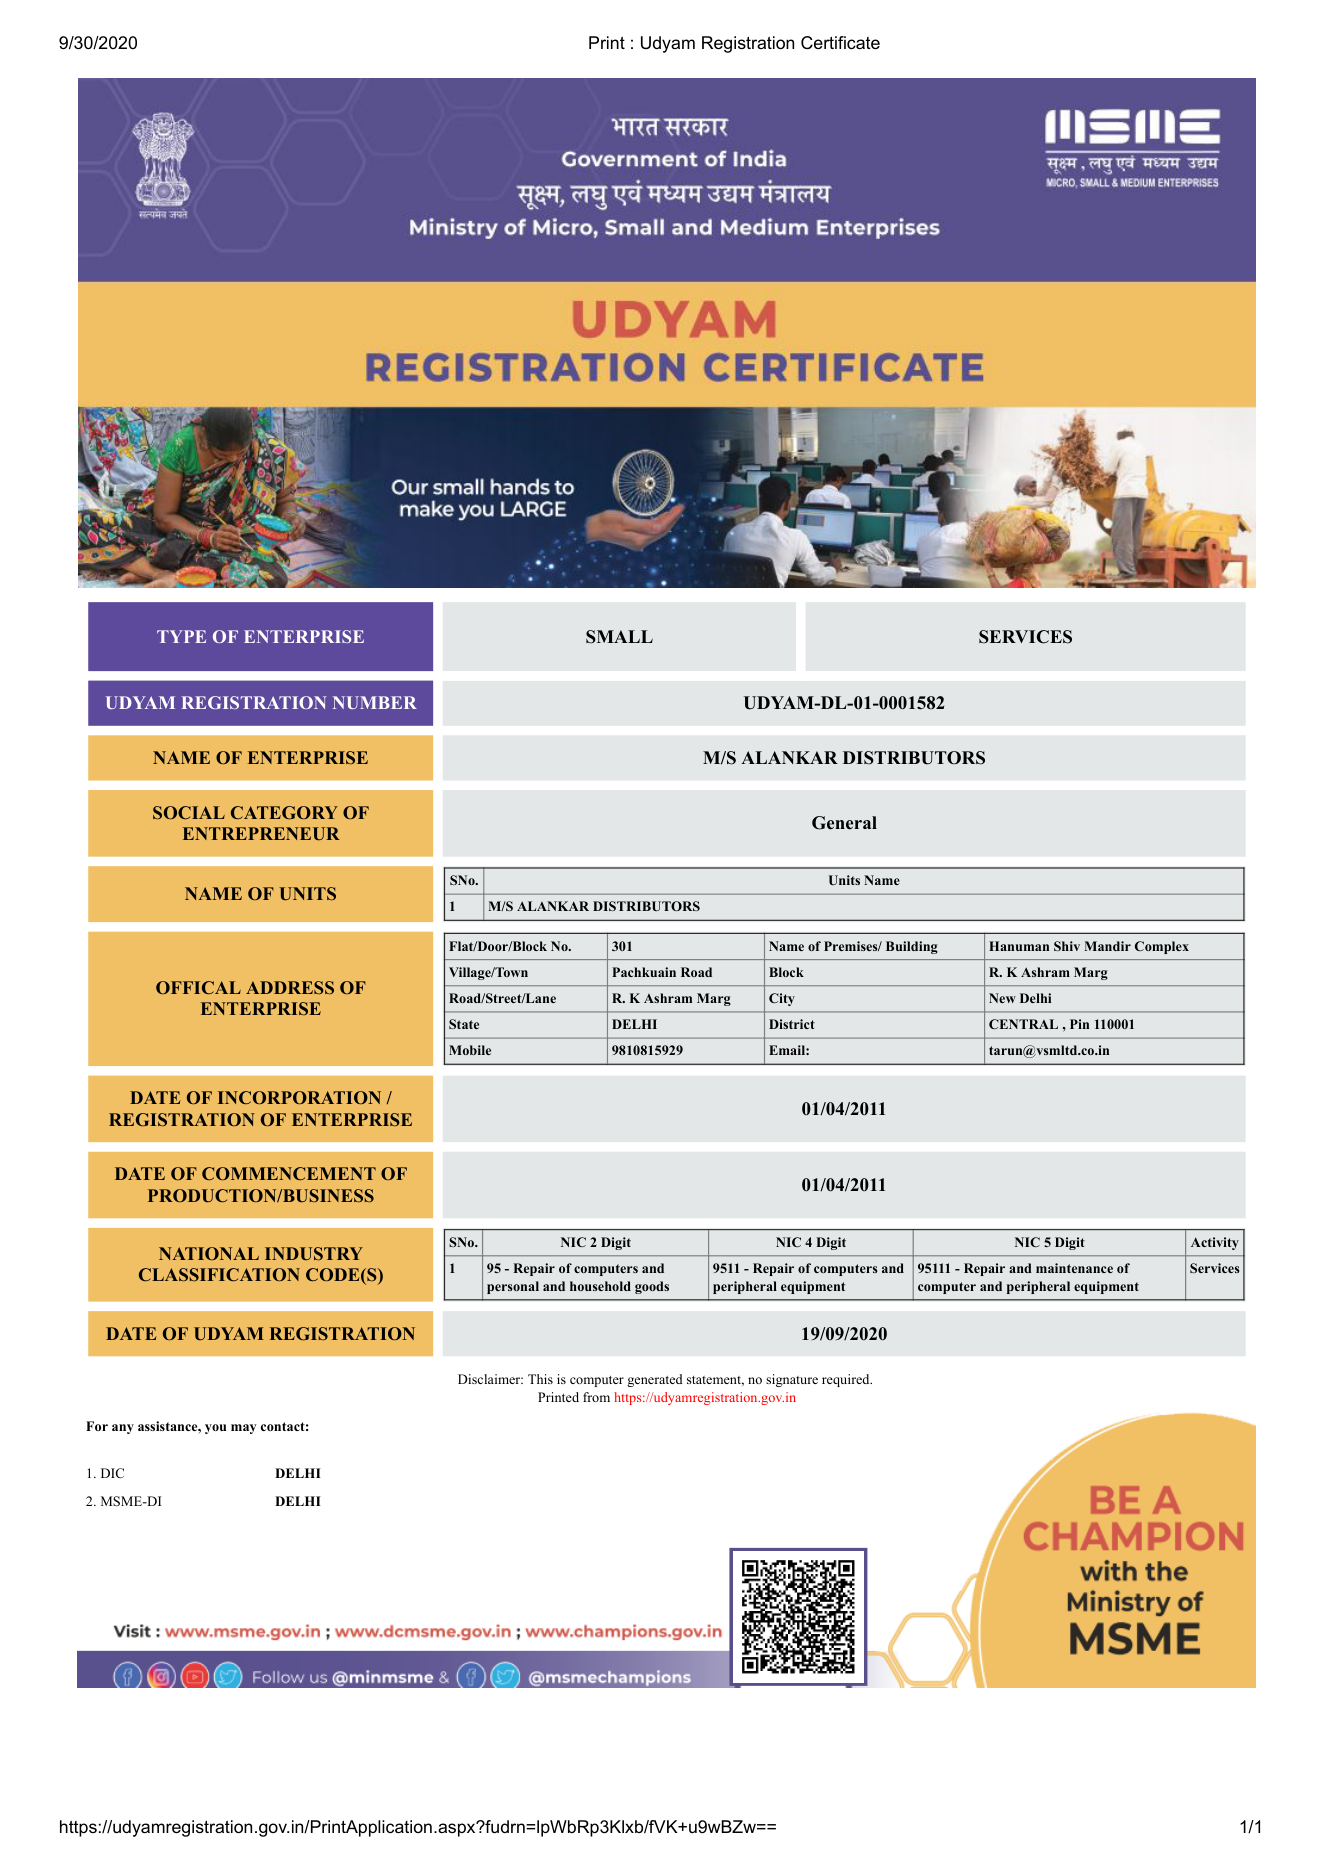 9/30/2020 Print : Udyam Registration Certificate
भारत सरकार
Government of India
सूक्ष्म, लघु एवं मध्यम उद्यम मंत्रालय
Ministry of Micro, Small and Medium Enterprises
सत्यमेव जयते
MSME
सूक्ष्म , लघु एवं मध्यम उद्यम
MICRO, SMALL & MEDIUM ENTERPRISES
UDYAM
REGISTRATION CERTIFICATE
Our small hands to
make you LARGE
TYPE OF ENTERPRISE SMALL SERVICES
UDYAM REGISTRATION NUMBER UDYAM-DL-01-0001582
NAME OF ENTERPRISE M/S ALANKAR DISTRIBUTORS
SOCIAL CATEGORY OF
ENTREPRENEUR
General
NAME OF UNITS
SNo. Units Name
1 M/S ALANKAR DISTRIBUTORS
OFFICAL ADDRESS OF
ENTERPRISE
Flat/Door/Block No. 301 Name of Premises/ Building Hanuman Shiv Mandir Complex
Village/Town Pachkuain Road Block R. K Ashram Marg
Road/Street/Lane R. K Ashram Marg City New Delhi
State DELHI District CENTRAL , Pin 110001
Mobile 9810815929 Email: tarun@vsmltd.co.in
DATE OF INCORPORATION /
REGISTRATION OF ENTERPRISE
01/04/2011
DATE OF COMMENCEMENT OF
PRODUCTION/BUSINESS
01/04/2011
NATIONAL INDUSTRY
CLASSIFICATION CODE(S)
SNo. NIC 2 Digit NIC 4 Digit NIC 5 Digit Activity
1 95 - Repair of computers and 9511 - Repair of computers and 95111 - Repair and maintenance of Services
personal and household goods peripheral equipment computer and peripheral equipment
DATE OF UDYAM REGISTRATION 19/09/2020
Disclaimer: This is computer generated statement, no signature required.
Printed from https://udyamregistration.gov.in
For any assistance, you may contact:
1. DIC DELHI
2. MSME-DI DELHI
BE A
CHAMPION
with the
Ministry of
MSME
Visit : www.msme.gov.in ; www.dcmsme.gov.in ; www.champions.gov.in
Follow us @minmsme & @msmechampions
https://udyamregistration.gov.in/PrintApplication.aspx?fudrn=lpWbRp3Klxb/fVK+u9wBZw== 1/1